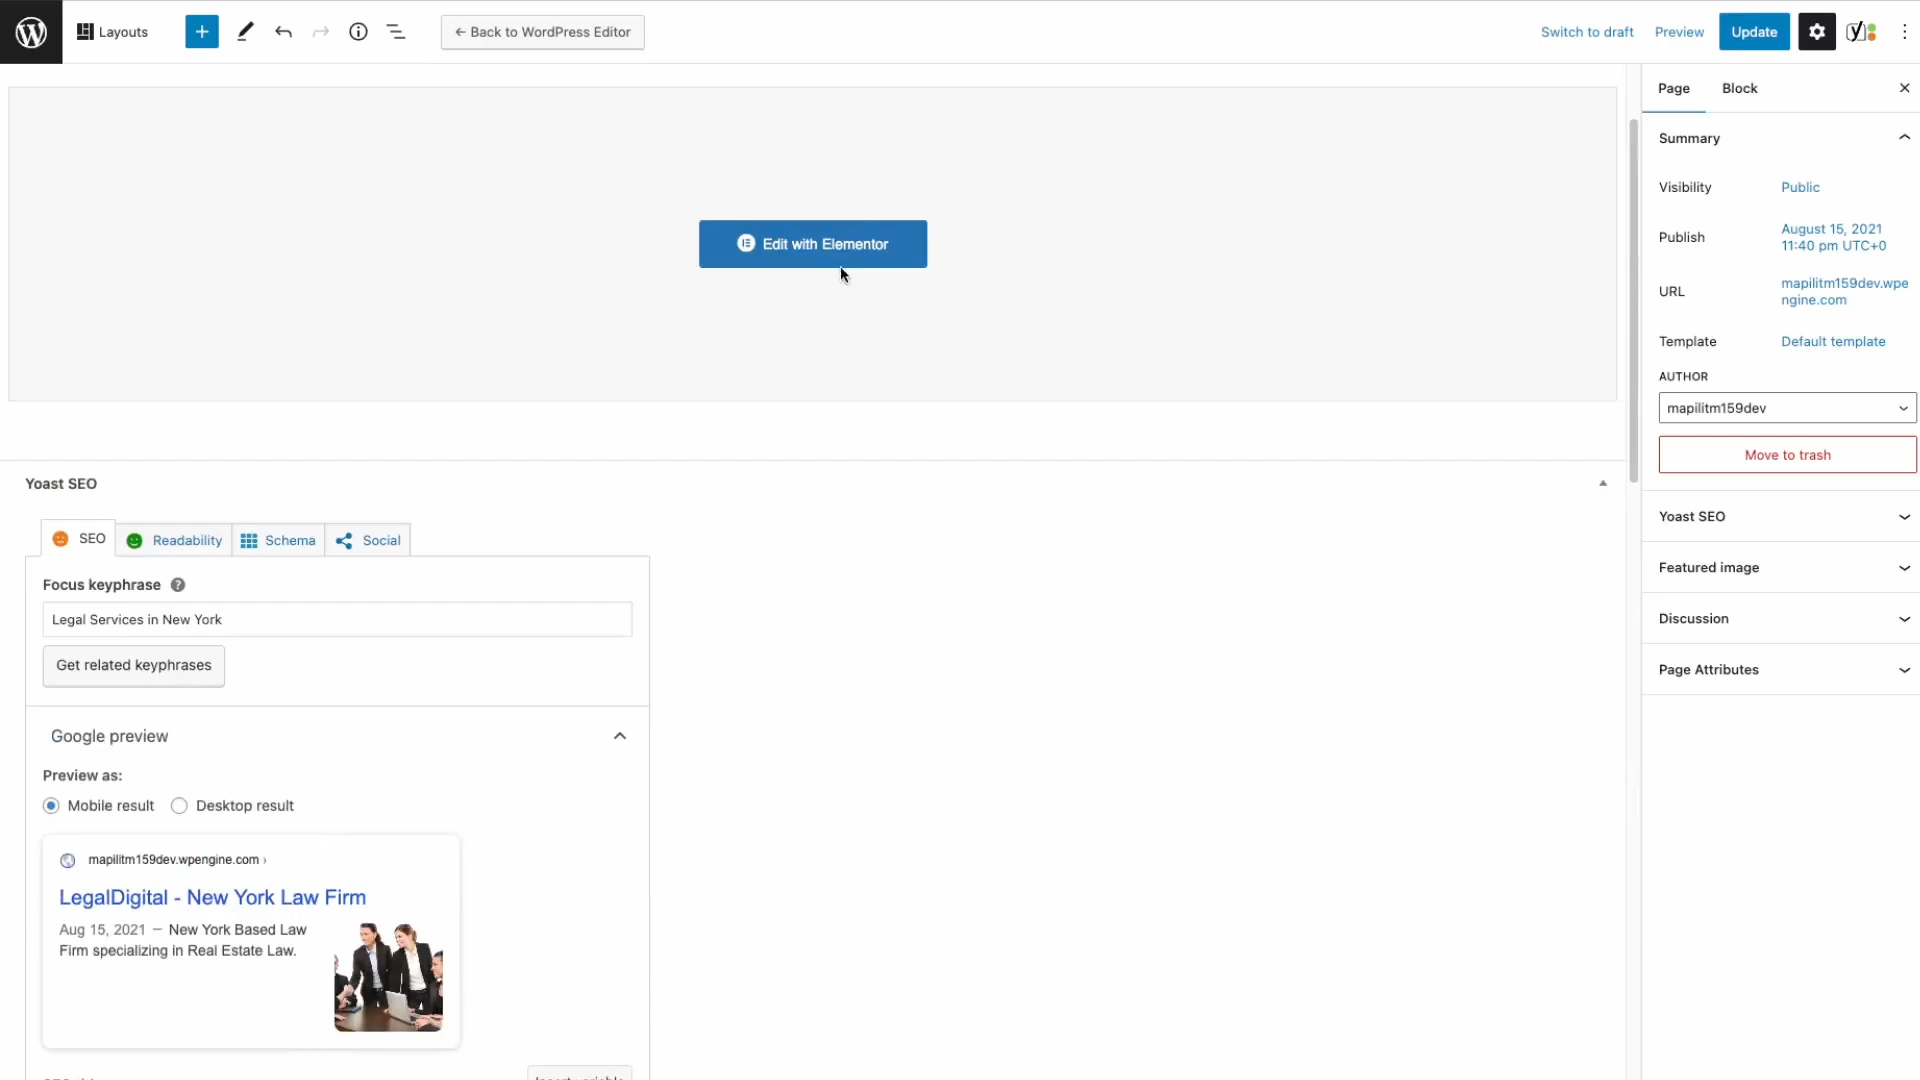 Layouts
← Back to WordPress Editor
Switch to draft
Preview
Update
Page
Block
Summary
Visibility
Public
Publish
August 15, 2021
11:40 pm UTC+0
URL
mapilitm159dev.wpe
ngine.com
Template
Default template
AUTHOR
mapilitm159dev
Move to trash
Yoast SEO
Featured image
Discussion
Page Attributes
Edit with Elementor
Yoast SEO
SEO
Readability
Schema
Social
Focus keyphrase
Legal Services in New York
Get related keyphrases
Google preview
Preview as:
Mobile result
Desktop result
mapilitm159dev.wpengine.com ›
LegalDigital - New York Law Firm
Aug 15, 2021 – New York Based Law
Firm specializing in Real Estate Law.